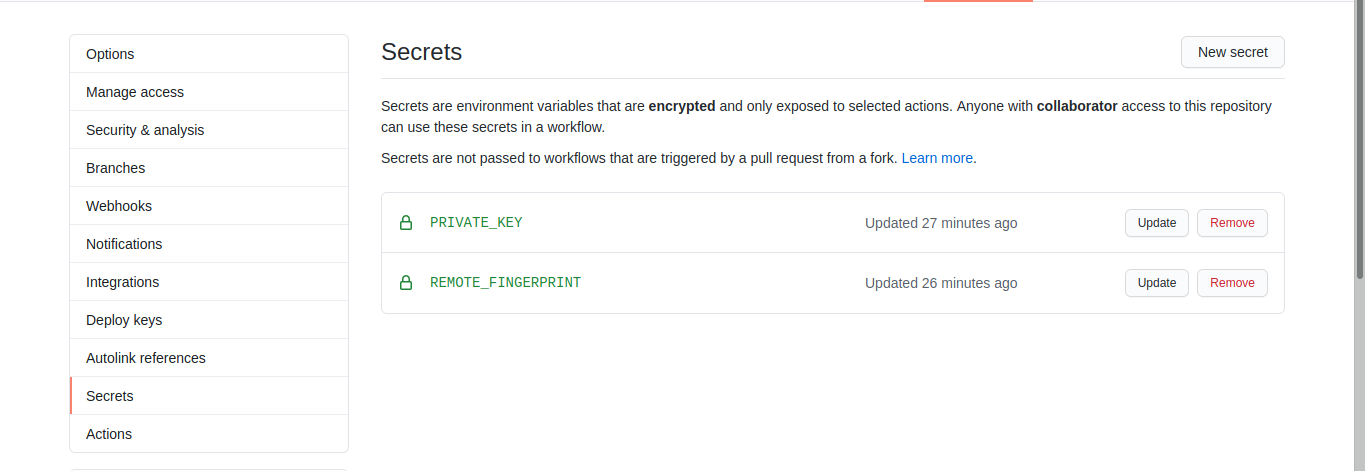 Options
Manage access
Security & analysis
Branches
Webhooks
Notifications
Integrations
Deploy keys
Autolink references
Secrets
Actions
Secrets
New secret
Secrets are environment variables that are encrypted and only exposed to selected actions. Anyone with collaborator access to this repository
can use these secrets in a workflow.
Secrets are not passed to workflows that are triggered by a pull request from a fork. Learn more.
PRIVATE_KEY Updated 27 minutes ago Update Remove
REMOTE_FINGERPRINT Updated 26 minutes ago Update Remove